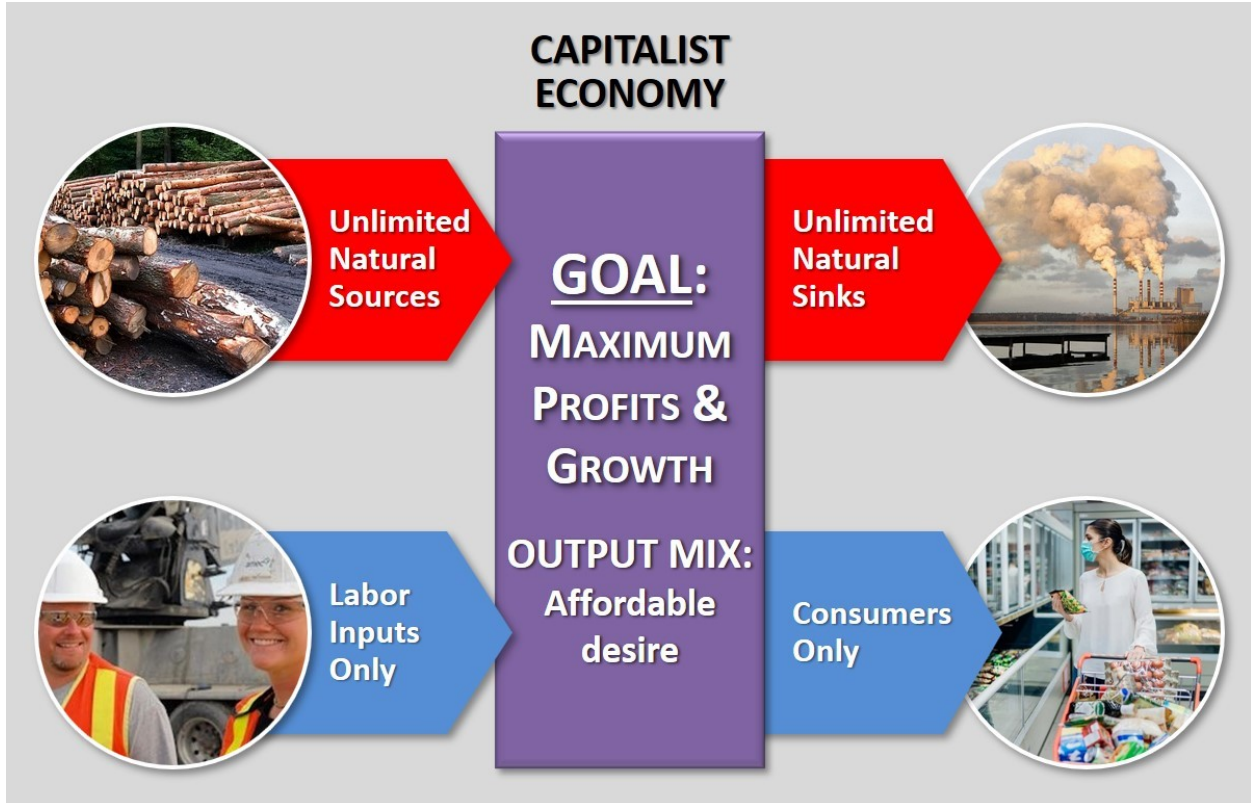 CAPITALIST
ECONOMY
Unlimited
Natural
Sources
GOAL:
MAXIMUM
PROFITS &
GROWTH
OUTPUT MIX:
Affordable
desire
Unlimited
Natural
Sinks
Labor
Inputs
Only
Consumers
Only